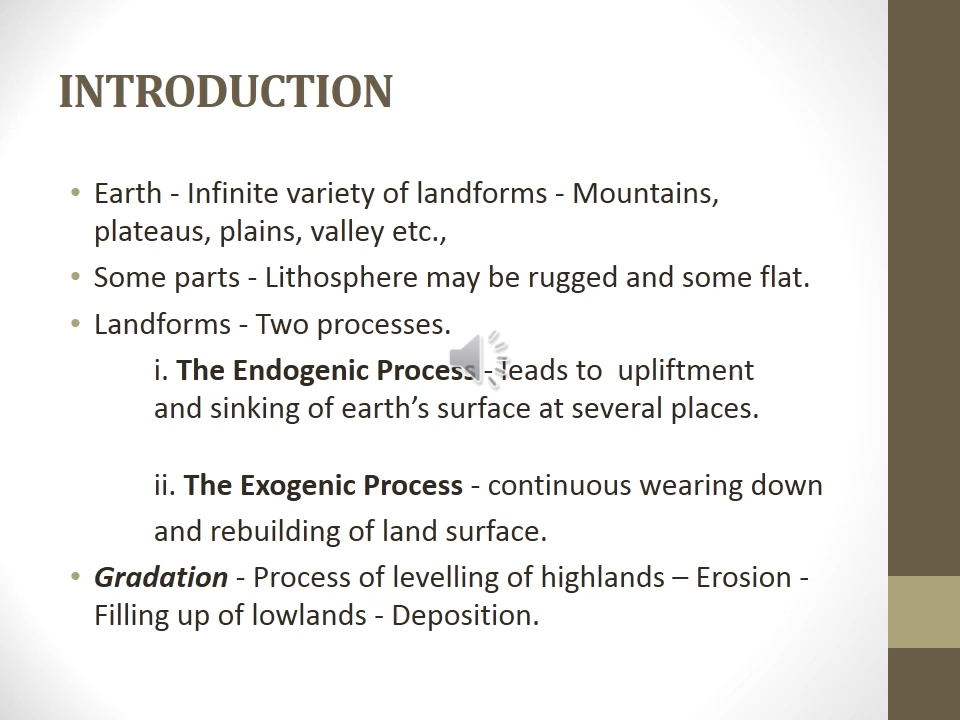 INTRODUCTION
• Earth - Infinite variety of landforms - Mountains,
plateaus, plains, valley etc.,
• Some parts - Lithosphere may be rugged and some flat.
• Landforms - Two processes.
i. The Endogenic Process - leads to  upliftment
and sinking of earth’s surface at several places.
ii. The Exogenic Process - continuous wearing down
and rebuilding of land surface.
• Gradation - Process of levelling of highlands – Erosion -
Filling up of lowlands - Deposition.